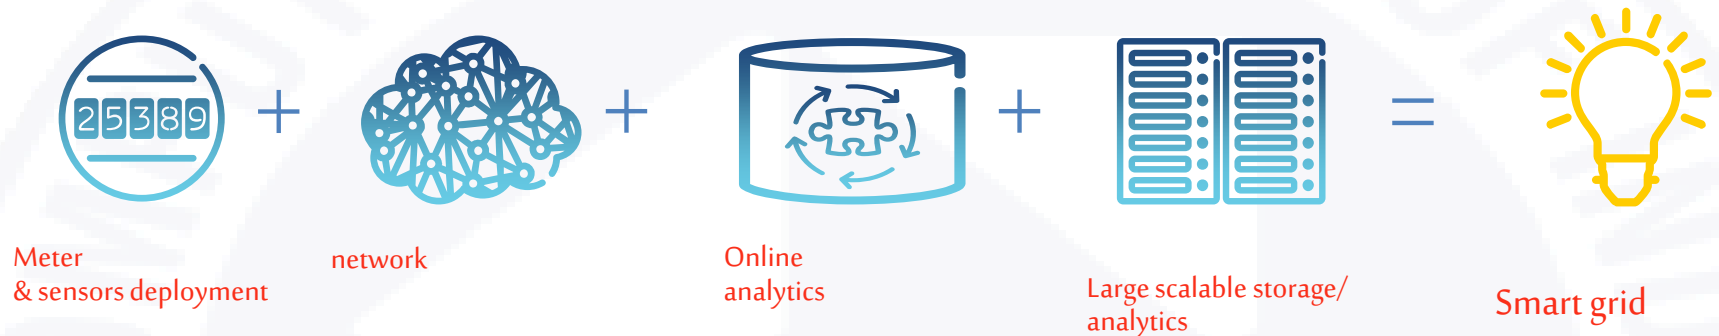 25389
+
+
+
=
Meter
& sensors deployment
network
Online
analytics
Large scalable storage/
analytics
Smart grid